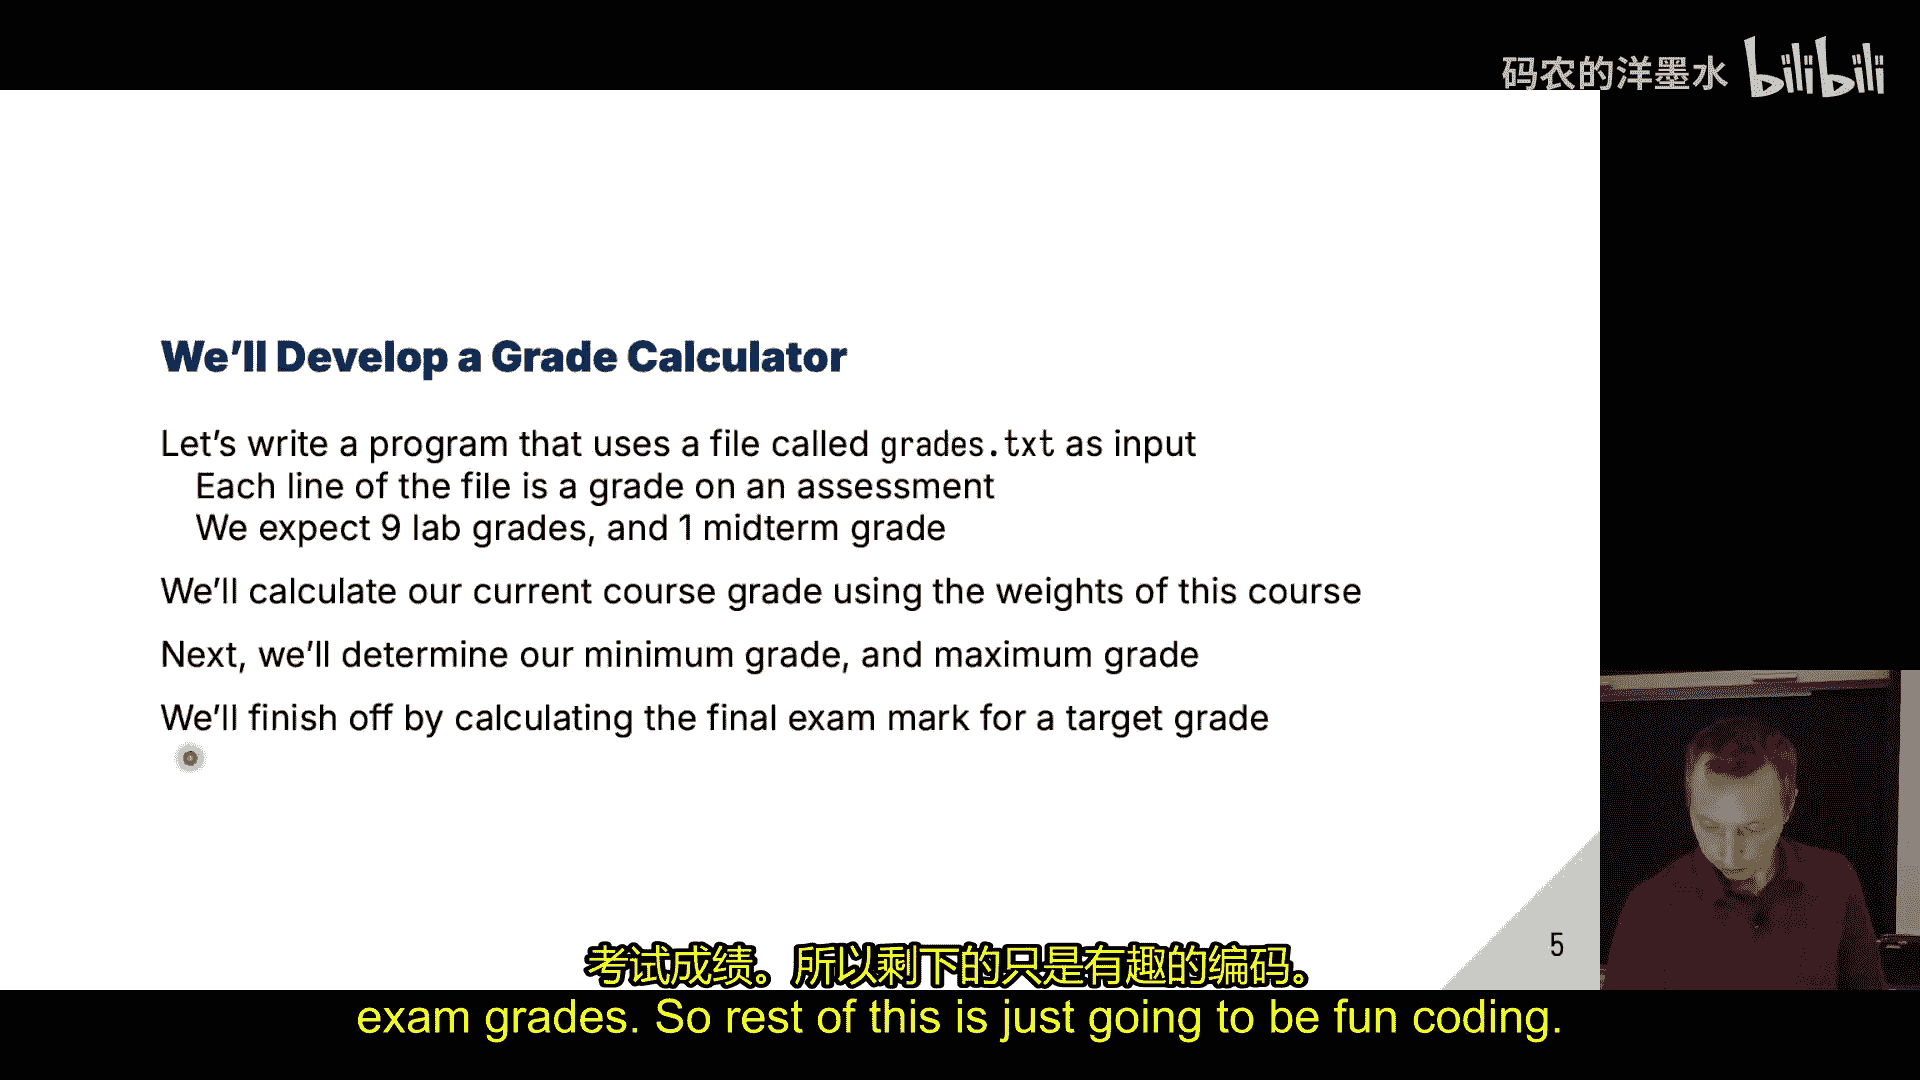 码农的洋墨水 bilibili
We'll Develop a Grade Calculator
Let's write a program that uses a file called grades.txt as input
Each line of the file is a grade on an assessment
We expect 9 lab grades, and 1 midterm grade
We'll calculate our current course grade using the weights of this course
Next, we'll determine our minimum grade, and maximum grade
We'll finish off by calculating the final exam mark for a target grade
5
考试成绩。所以剩下的只是有趣的编码。
exam grades. So rest of this is just going to be fun coding.